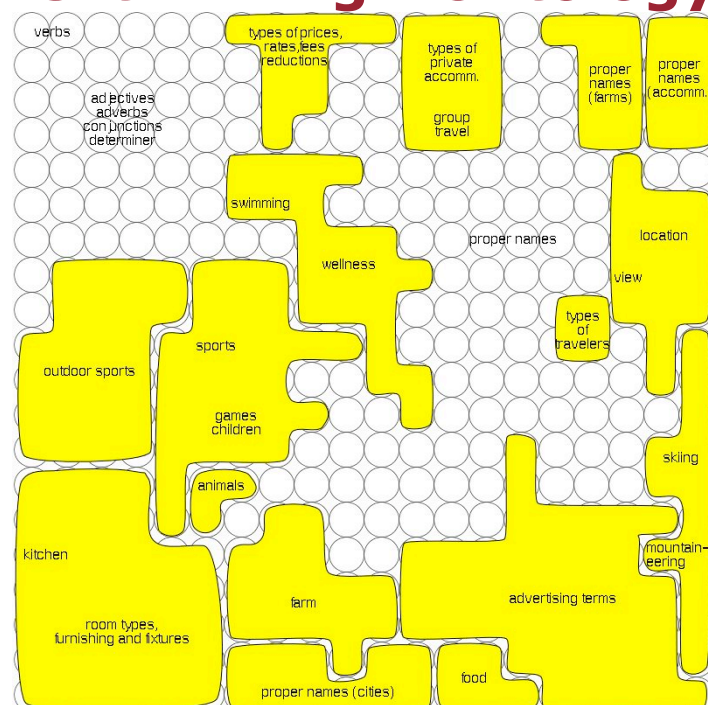 verbs
types of prices,
rates,fees
reductions
types of
private
accomm.
group
travel
proper
names
(farms)
proper
names
(accomm.
adjectives
adverbs
conjunctions
determiner
swimming
proper names
location
wellness
view
types
of
travelers
sports
outdoor sports
games
children
skiing
animals
kitchen
mountain-
eering
farm
advertising terms
room types,
furnishing and fixtures
food
proper names (cities)